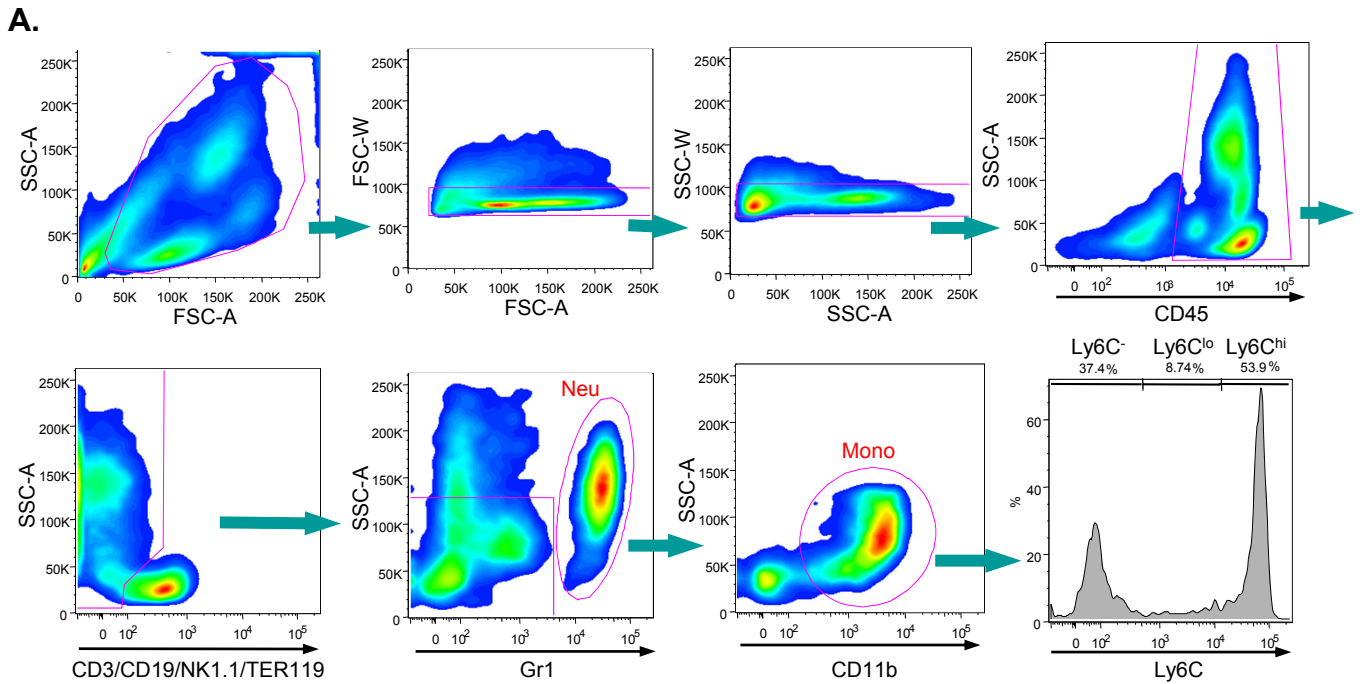 A.
SSC-A
250K
200K
150K
100K
50K
0
0 50K 100K 150K 200K 250K
FSC-A
FSC-W
250K
200K
150K
100K
50K
0
0 50K 100K 150K 200K 250K
FSC-A
SSC-W
250K
200K
150K
100K
50K
0
0 50K 100K 150K 200K 250K
SSC-A
SSC-A
250K
200K
150K
100K
50K
0
0 10² 10³ 10⁴ 10⁵
CD45
SSC-A
250K
200K
150K
100K
50K
0
0 10² 10³ 10⁴ 10⁵
CD3/CD19/NK1.1/TER119
Neu
SSC-A
250K
200K
150K
100K
50K
0
0 10² 10³ 10⁴ 10⁵
Gr1
Mono
SSC-A
250K
200K
150K
100K
50K
0
0 10² 10³ 10⁴ 10⁵
CD11b
Ly6C⁻ Ly6Cˡᵒ Ly6Cʰⁱ
37.4% 8.74% 53.9%
%
60
40
20
0
0 10² 10³ 10⁴ 10⁵
Ly6C